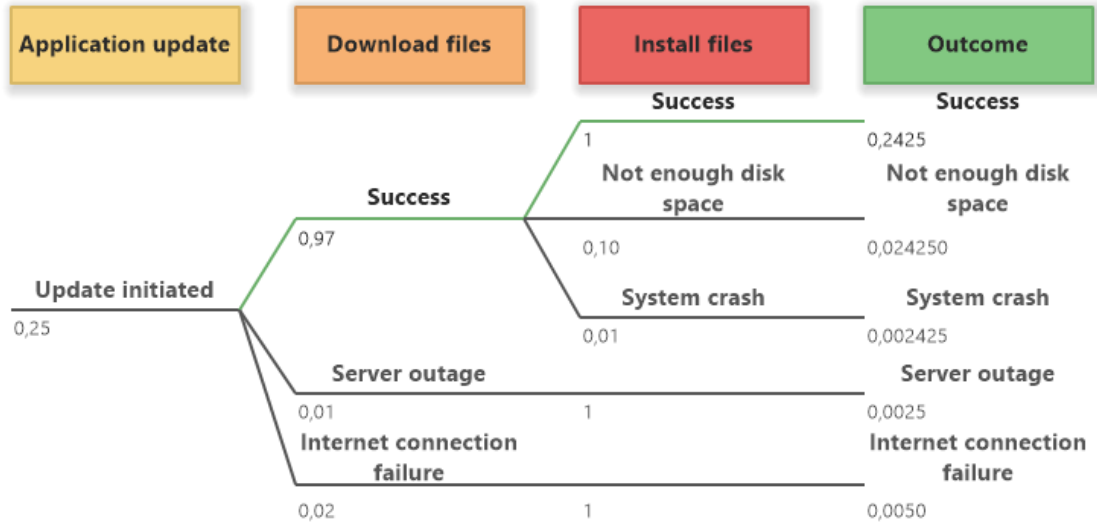 Application update
Download files
Install files
Outcome
Success
Success
1
0,2425
Not enough disk
space
Not enough disk
space
Success
0,97
0,10
0,024250
Update initiated
0,25
System crash
System crash
0,01
0,002425
Server outage
Server outage
0,01
1
0,0025
Internet connection
failure
Internet connection
failure
0,02
1
0,0050